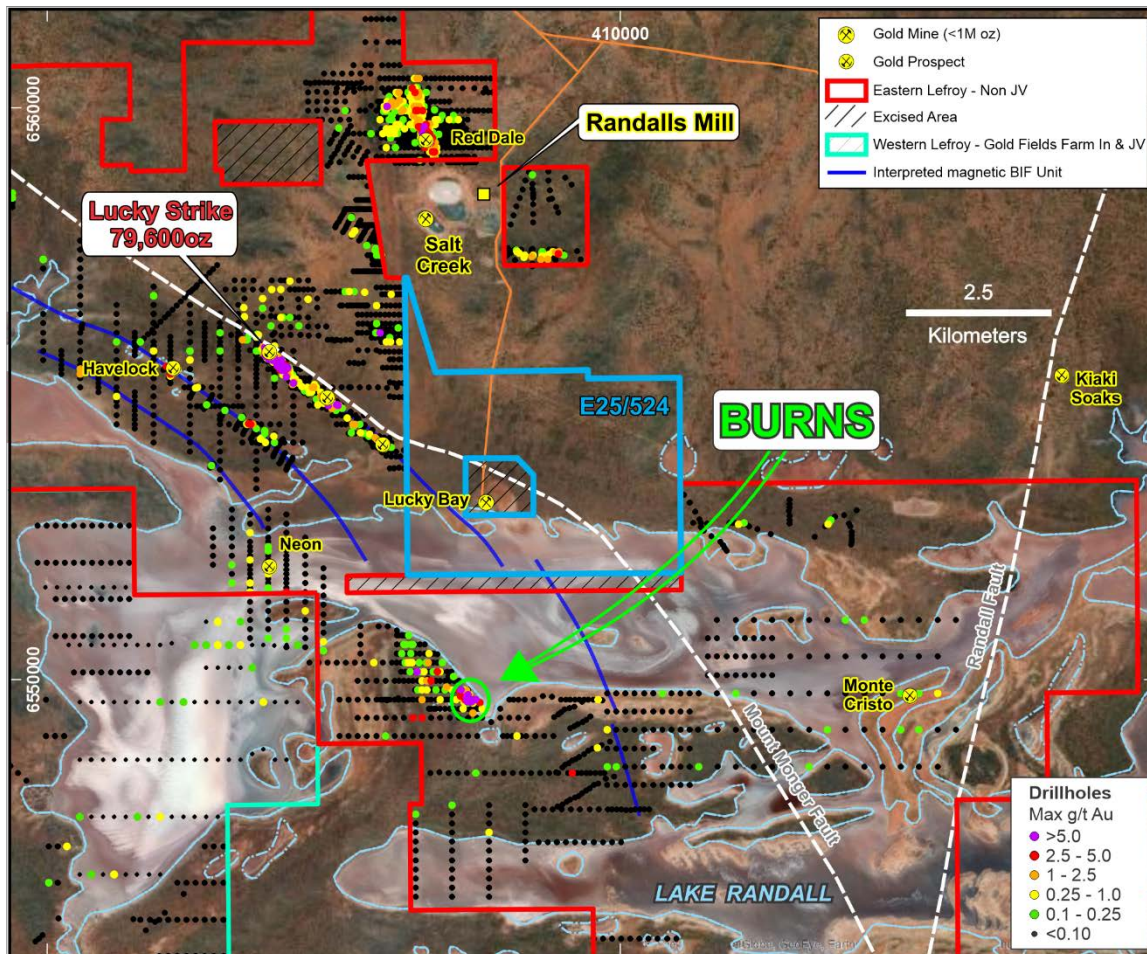 410000
6560000
6550000
Gold Mine (<1M oz)
Gold Prospect
Eastern Lefroy - Non JV
Excised Area
Western Lefroy - Gold Fields Farm In & JV
Interpreted magnetic BIF Unit
Red Dale
Randalls Mill
Lucky Strike
79,600oz
Salt
Creek
2.5
Kilometers
Havelock
Kiaki
Soaks
E25/524
BURNS
Lucky Bay
Neon
Randall Fault
Monte
Cristo
Mount Monger Fault
LAKE RANDALL
Drillholes
Max g/t Au
>5.0
2.5 - 5.0
1 - 2.5
0.25 - 1.0
0.1 - 0.25
<0.10